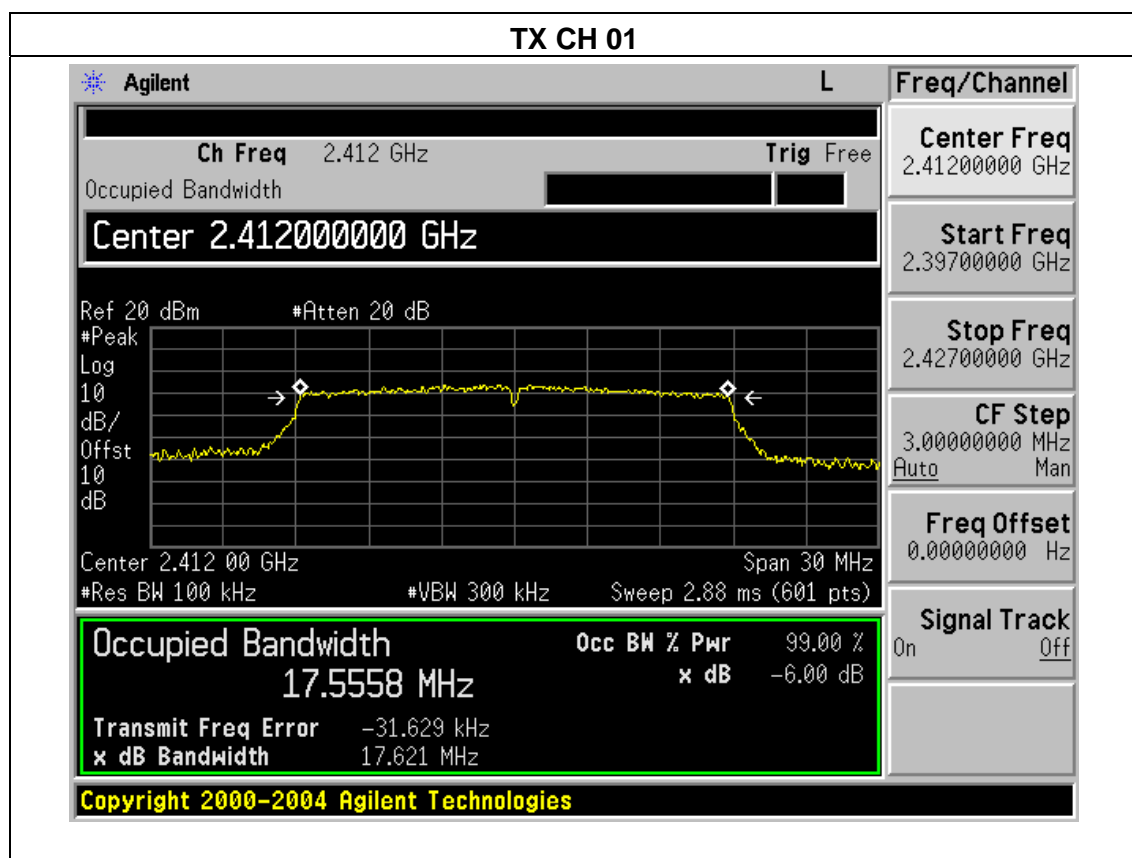 TX CH 01
Agilent L
Ch Freq 2.412 GHz Trig Free
Occupied Bandwidth
Center 2.412000000 GHz
Ref 20 dBm #Atten 20 dB
#Peak
Log
10
dB/
Offst
10
dB
Center 2.412 00 GHz Span 30 MHz
#Res BW 100 kHz #VBW 300 kHz Sweep 2.88 ms (601 pts)
Occupied Bandwidth Occ BW % Pwr 99.00 %
17.5558 MHz x dB -6.00 dB
Transmit Freq Error -31.629 kHz
x dB Bandwidth 17.621 MHz
Copyright 2000-2004 Agilent Technologies
Freq/Channel
Center Freq
2.41200000 GHz
Start Freq
2.39700000 GHz
Stop Freq
2.42700000 GHz
CF Step
3.00000000 MHz
Auto Man
Freq Offset
0.00000000 Hz
Signal Track
On Off